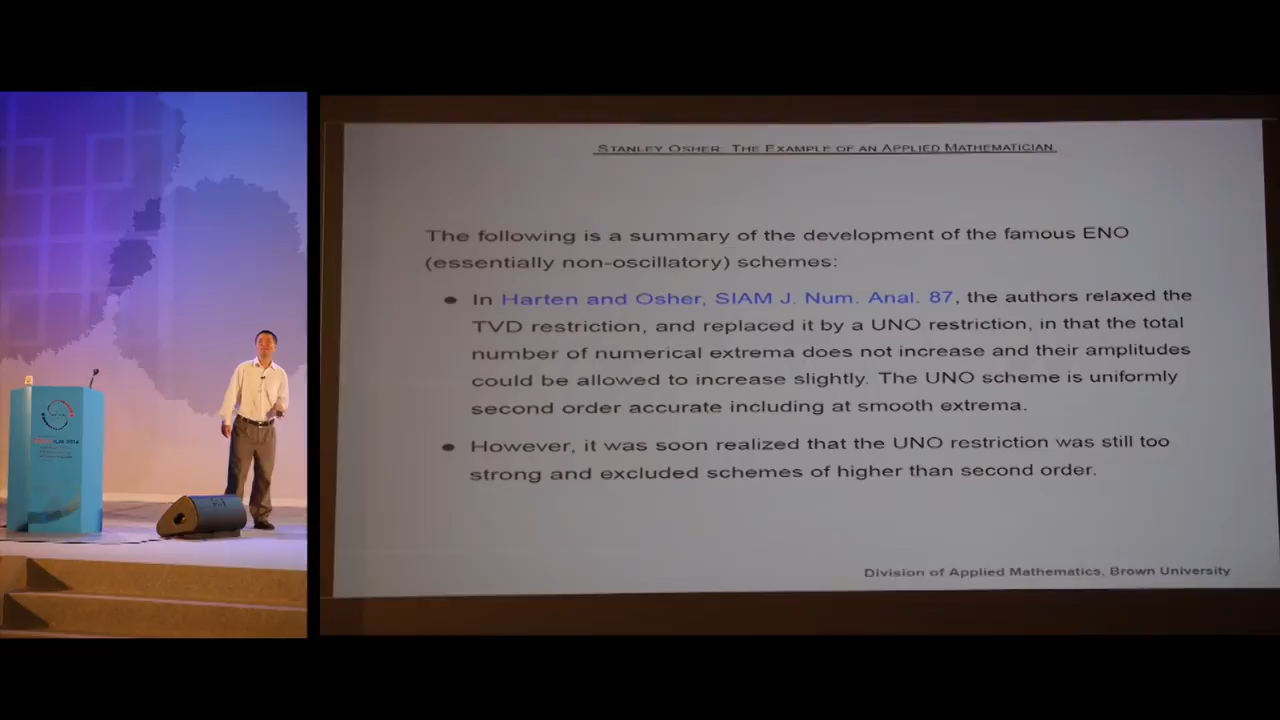 STANLEY OSHER: THE EXAMPLE OF AN APPLIED MATHEMATICIAN
The following is a summary of the development of the famous ENO
(essentially non-oscillatory) schemes:
● In Harten and Osher, SIAM J. Num. Anal. 87, the authors relaxed the
TVD restriction, and replaced it by a UNO restriction, in that the total
number of numerical extrema does not increase and their amplitudes
could be allowed to increase slightly. The UNO scheme is uniformly
second order accurate including at smooth extrema.
● However, it was soon realized that the UNO restriction was still too
strong and excluded schemes of higher than second order.
Division of Applied Mathematics, Brown University